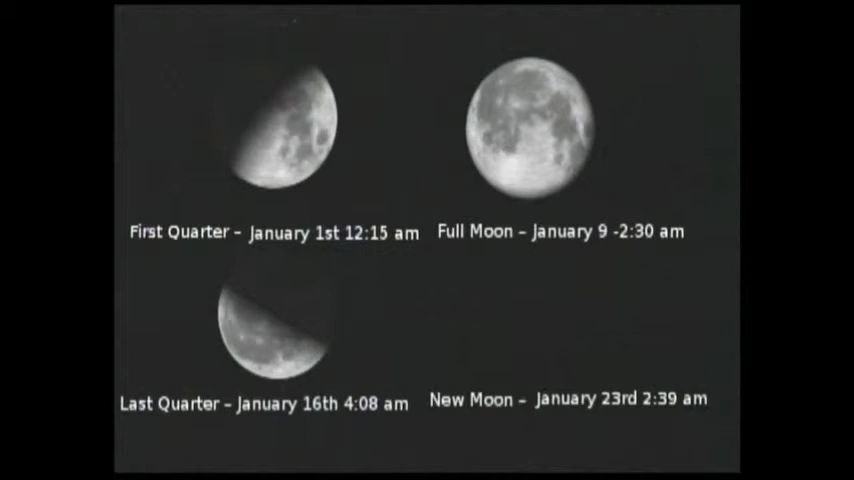 First Quarter – January 1st 12:15 am
Full Moon – January 9 -2:30 am
Last Quarter – January 16th 4:08 am
New Moon – January 23rd 2:39 am